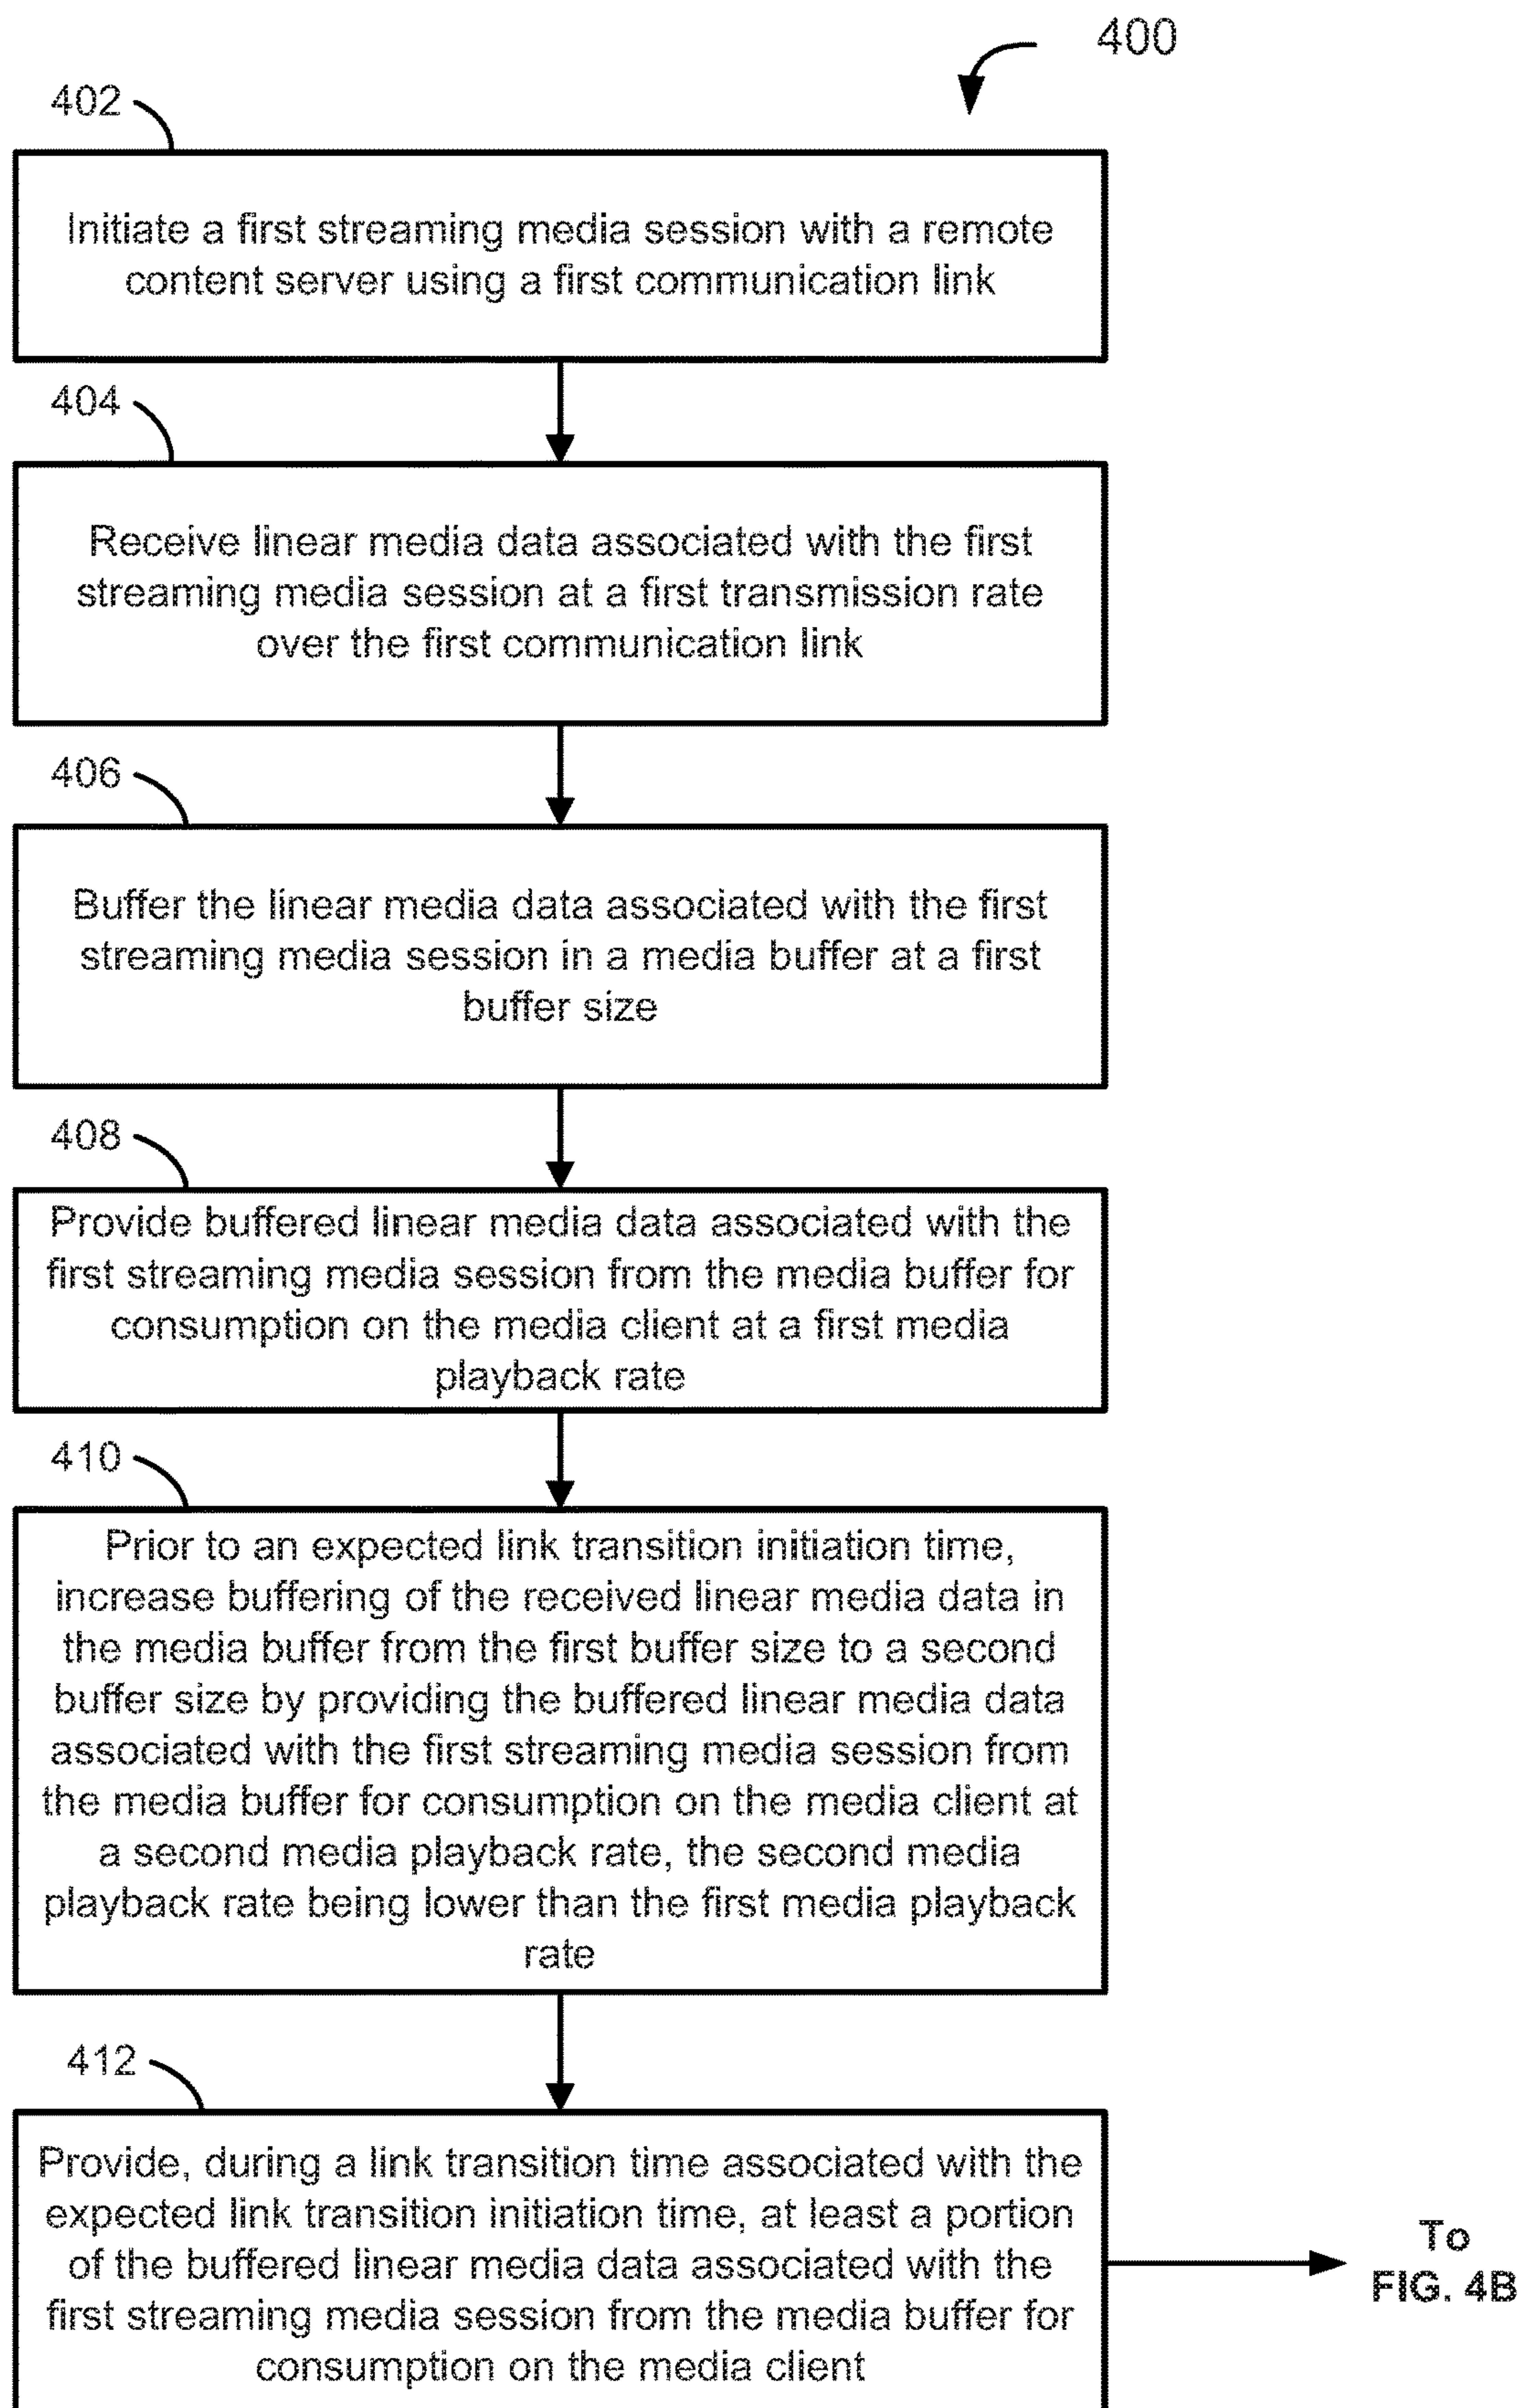 400
402
Initiate a first streaming media session with a remote
content server using a first communication link
404
Receive linear media data associated with the first
streaming media session at a first transmission rate
over the first communication link
406
Buffer the linear media data associated with the first
streaming media session in a media buffer at a first
buffer size
408
Provide buffered linear media data associated with the
first streaming media session from the media buffer for
consumption on the media client at a first media
playback rate
410
Prior to an expected link transition initiation time,
increase buffering of the received linear media data in
the media buffer from the first buffer size to a second
buffer size by providing the buffered linear media data
associated with the first streaming media session from
the media buffer for consumption on the media client at
a second media playback rate, the second media
playback rate being lower than the first media playback
rate
412
Provide, during a link transition time associated with the
expected link transition initiation time, at least a portion
of the buffered linear media data associated with the
first streaming media session from the media buffer for
consumption on the media client
To
FIG. 4B